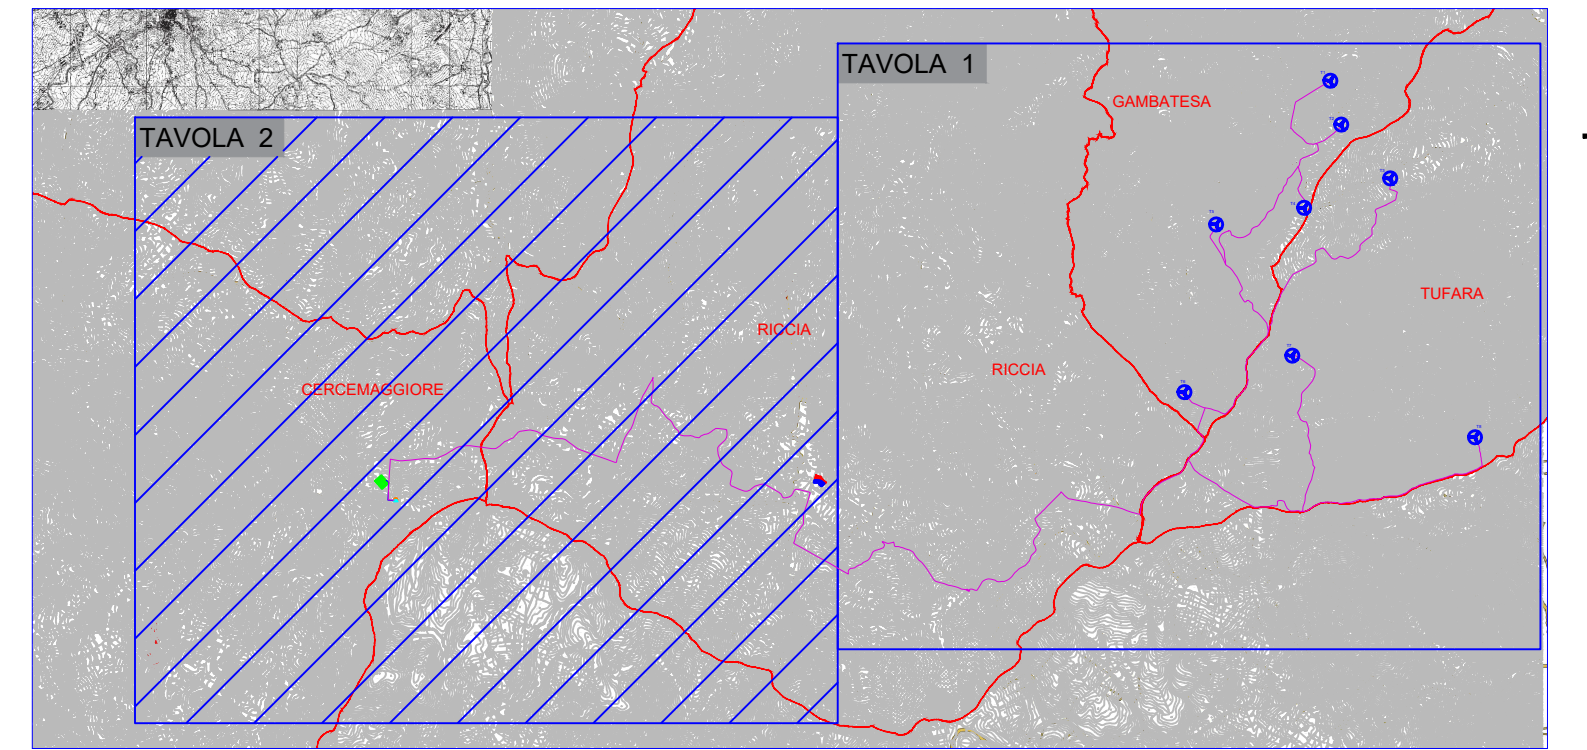 TAVOLA 1
GAMBATESA
TAVOLA 2
TUFARA
RICCIA
RICCIA
CERCEMAGGIORE